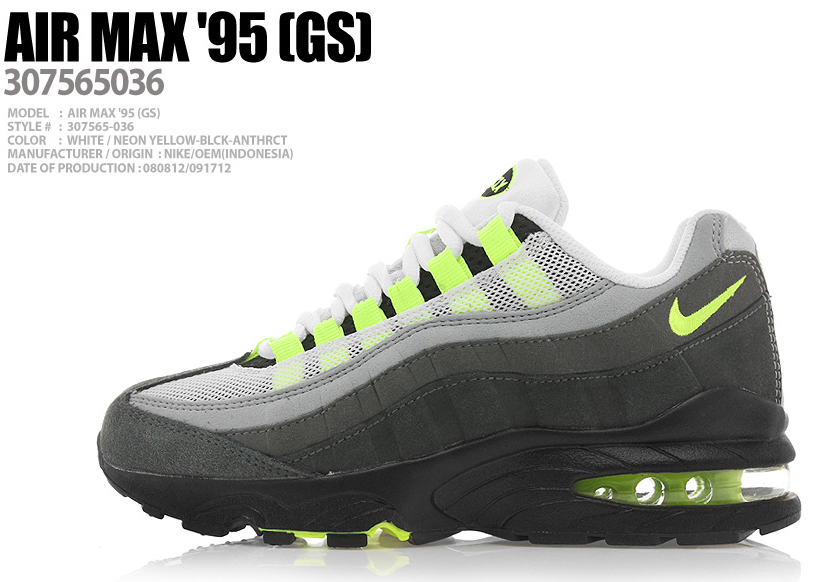 AIR MAX '95 (GS)
307565036
MODEL : AIR MAX '95 (GS)
STYLE # : 307565-036
COLOR : WHITE / NEON YELLOW-BLCK-ANTHRCT
MANUFACTURER / ORIGIN : NIKE/OEM(INDONESIA)
DATE OF PRODUCTION : 080812/091712